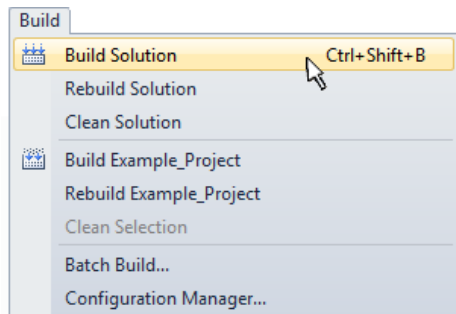 Build
Build Solution Ctrl+Shift+B
Rebuild Solution
Clean Solution
Build Example_Project
Rebuild Example_Project
Clean Selection
Batch Build...
Configuration Manager...